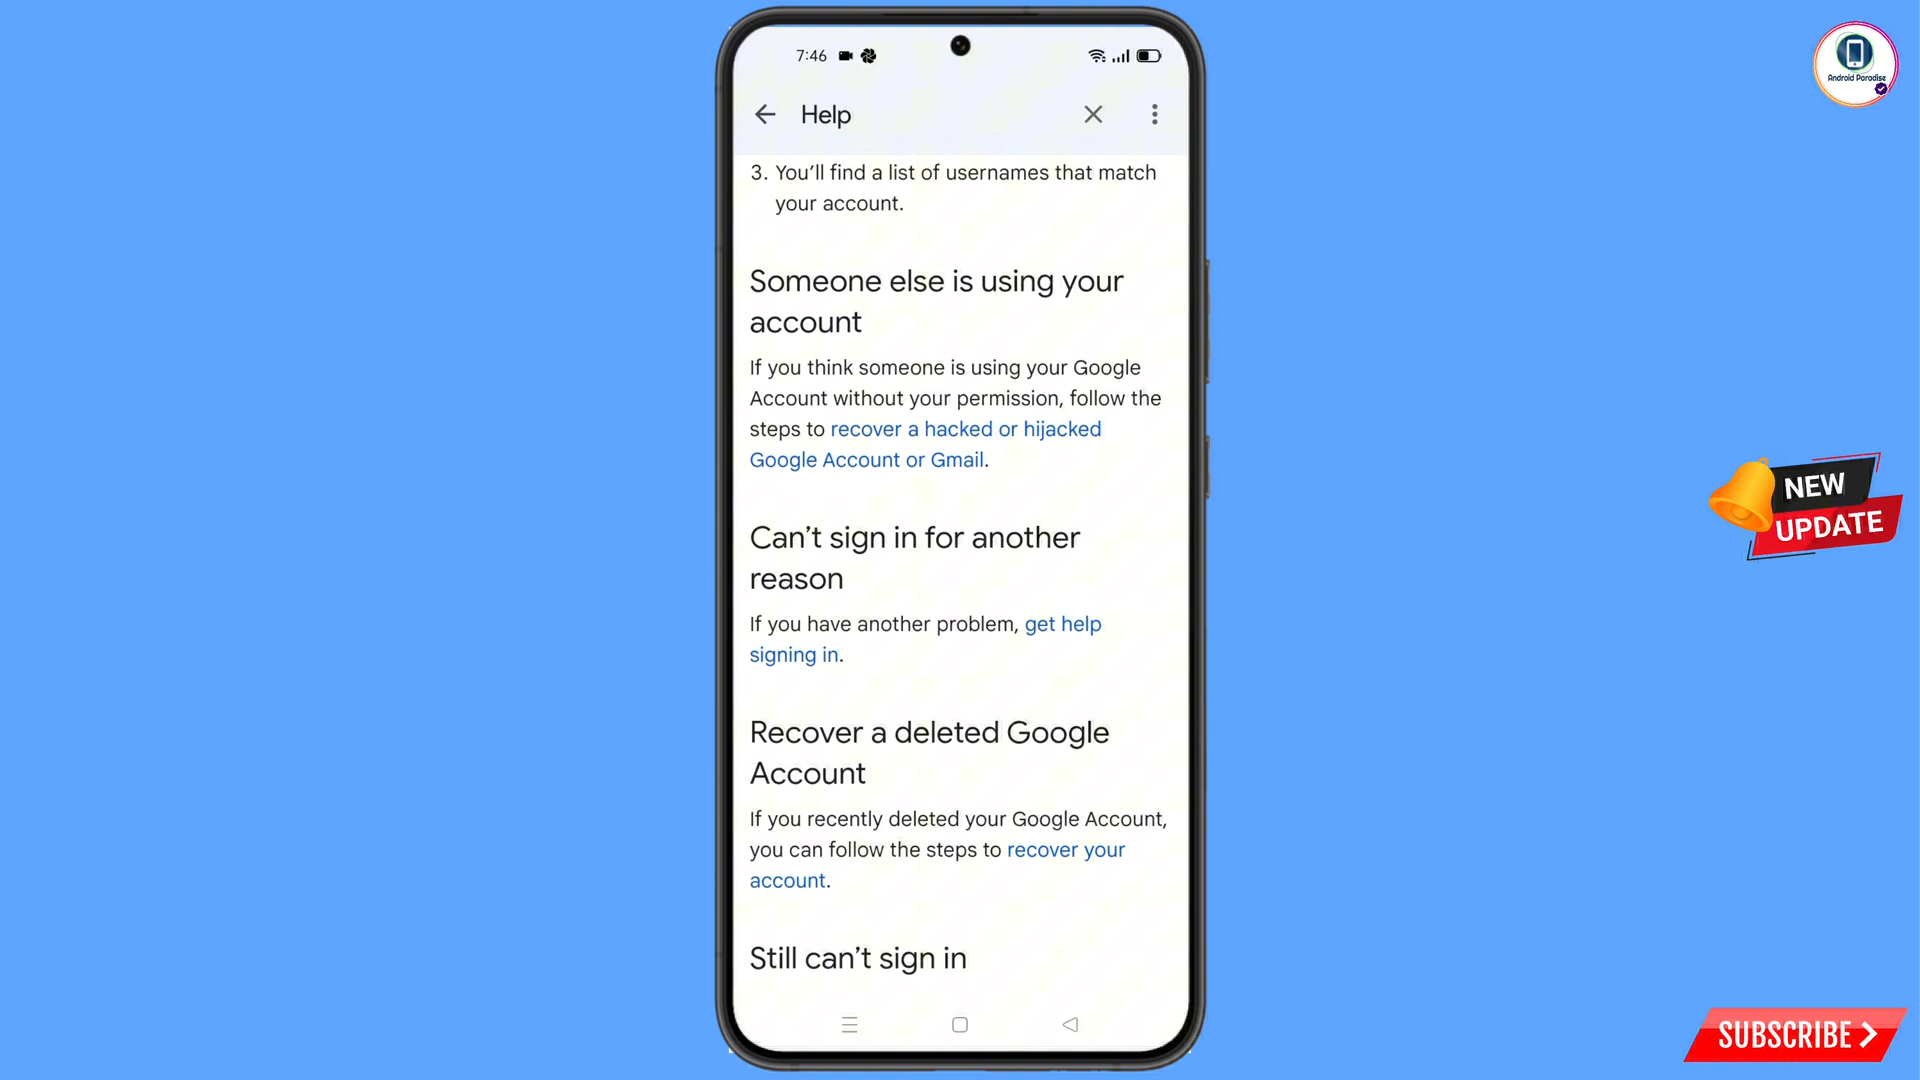 7:46
Android Paradise
Help
3. You’ll find a list of usernames that match
your account.
Someone else is using your
account
If you think someone is using your Google
Account without your permission, follow the
steps to recover a hacked or hijacked
Google Account or Gmail.
NEW
UPDATE
Can’t sign in for another
reason
If you have another problem, get help
signing in.
Recover a deleted Google
Account
If you recently deleted your Google Account,
you can follow the steps to recover your
account.
Still can’t sign in
SUBSCRIBE